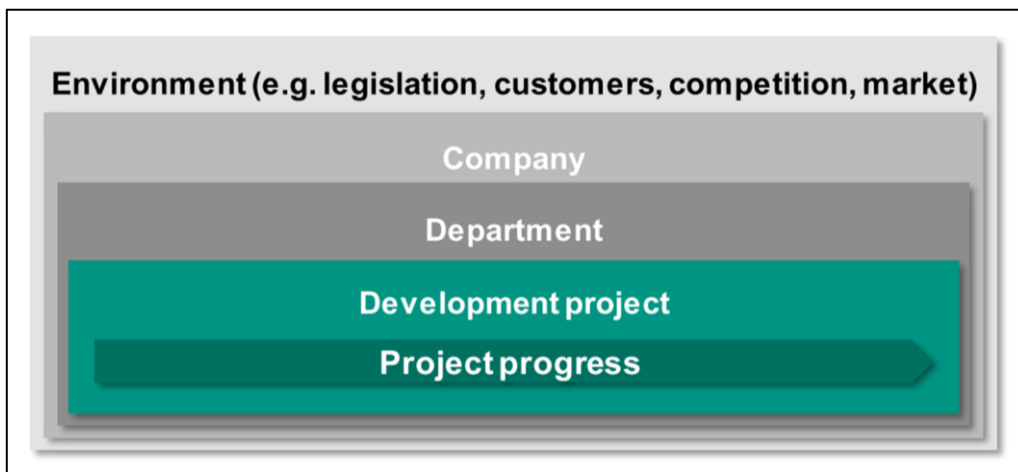 Environment (e.g. legislation, customers, competition, market)
Company
Department
Development project
Project progress